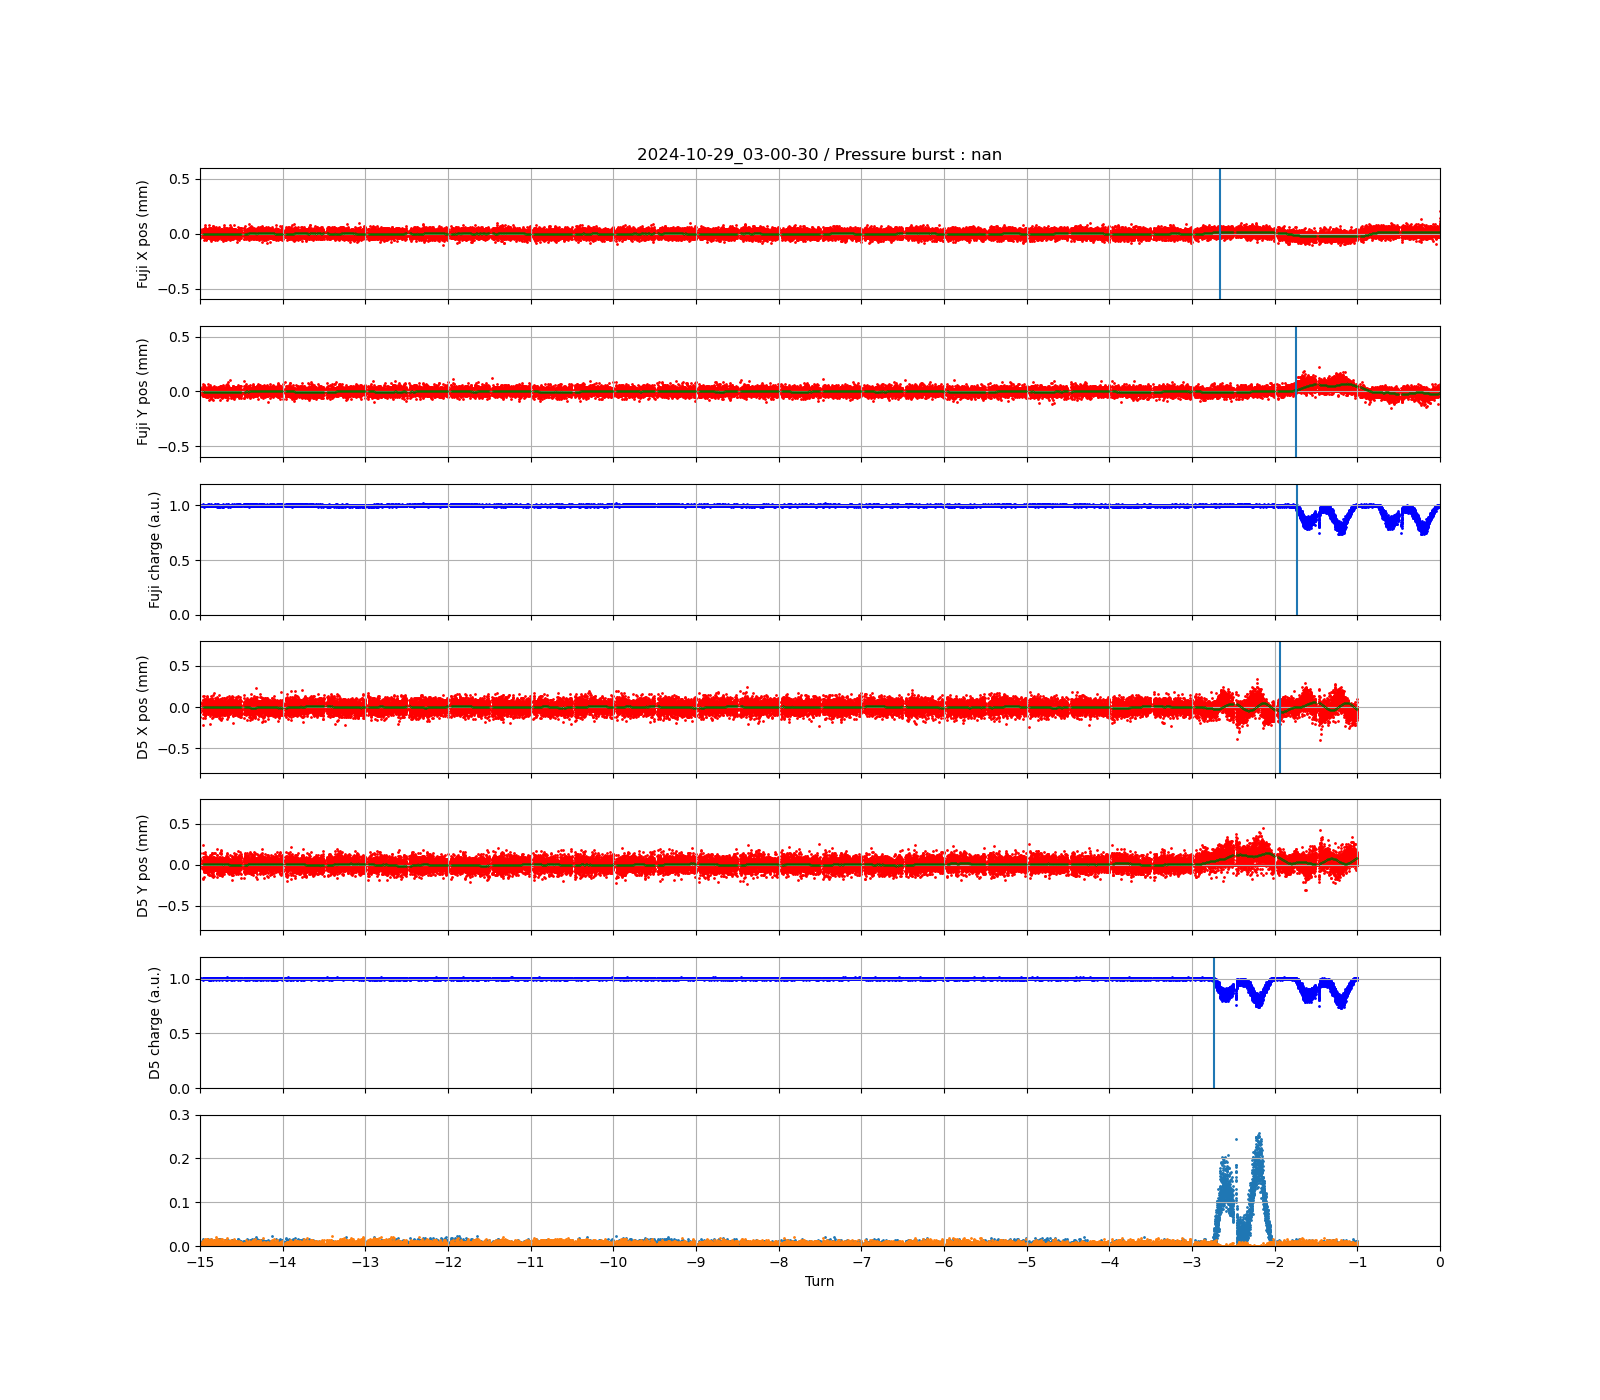 2024-10-29_03-00-30 / Pressure burst : nan
Fuji X pos (mm)
0.5
0.0
−0.5
Fuji Y pos (mm)
0.5
0.0
−0.5
Fuji charge (a.u.)
1.0
0.5
0.0
D5 X pos (mm)
0.5
0.0
−0.5
D5 Y pos (mm)
0.5
0.0
−0.5
D5 charge (a.u.)
1.0
0.5
0.0
0.3
0.2
0.1
0.0
−15 −14 −13 −12 −11 −10 −9 −8 −7 −6 −5 −4 −3 −2 −1 0
Turn